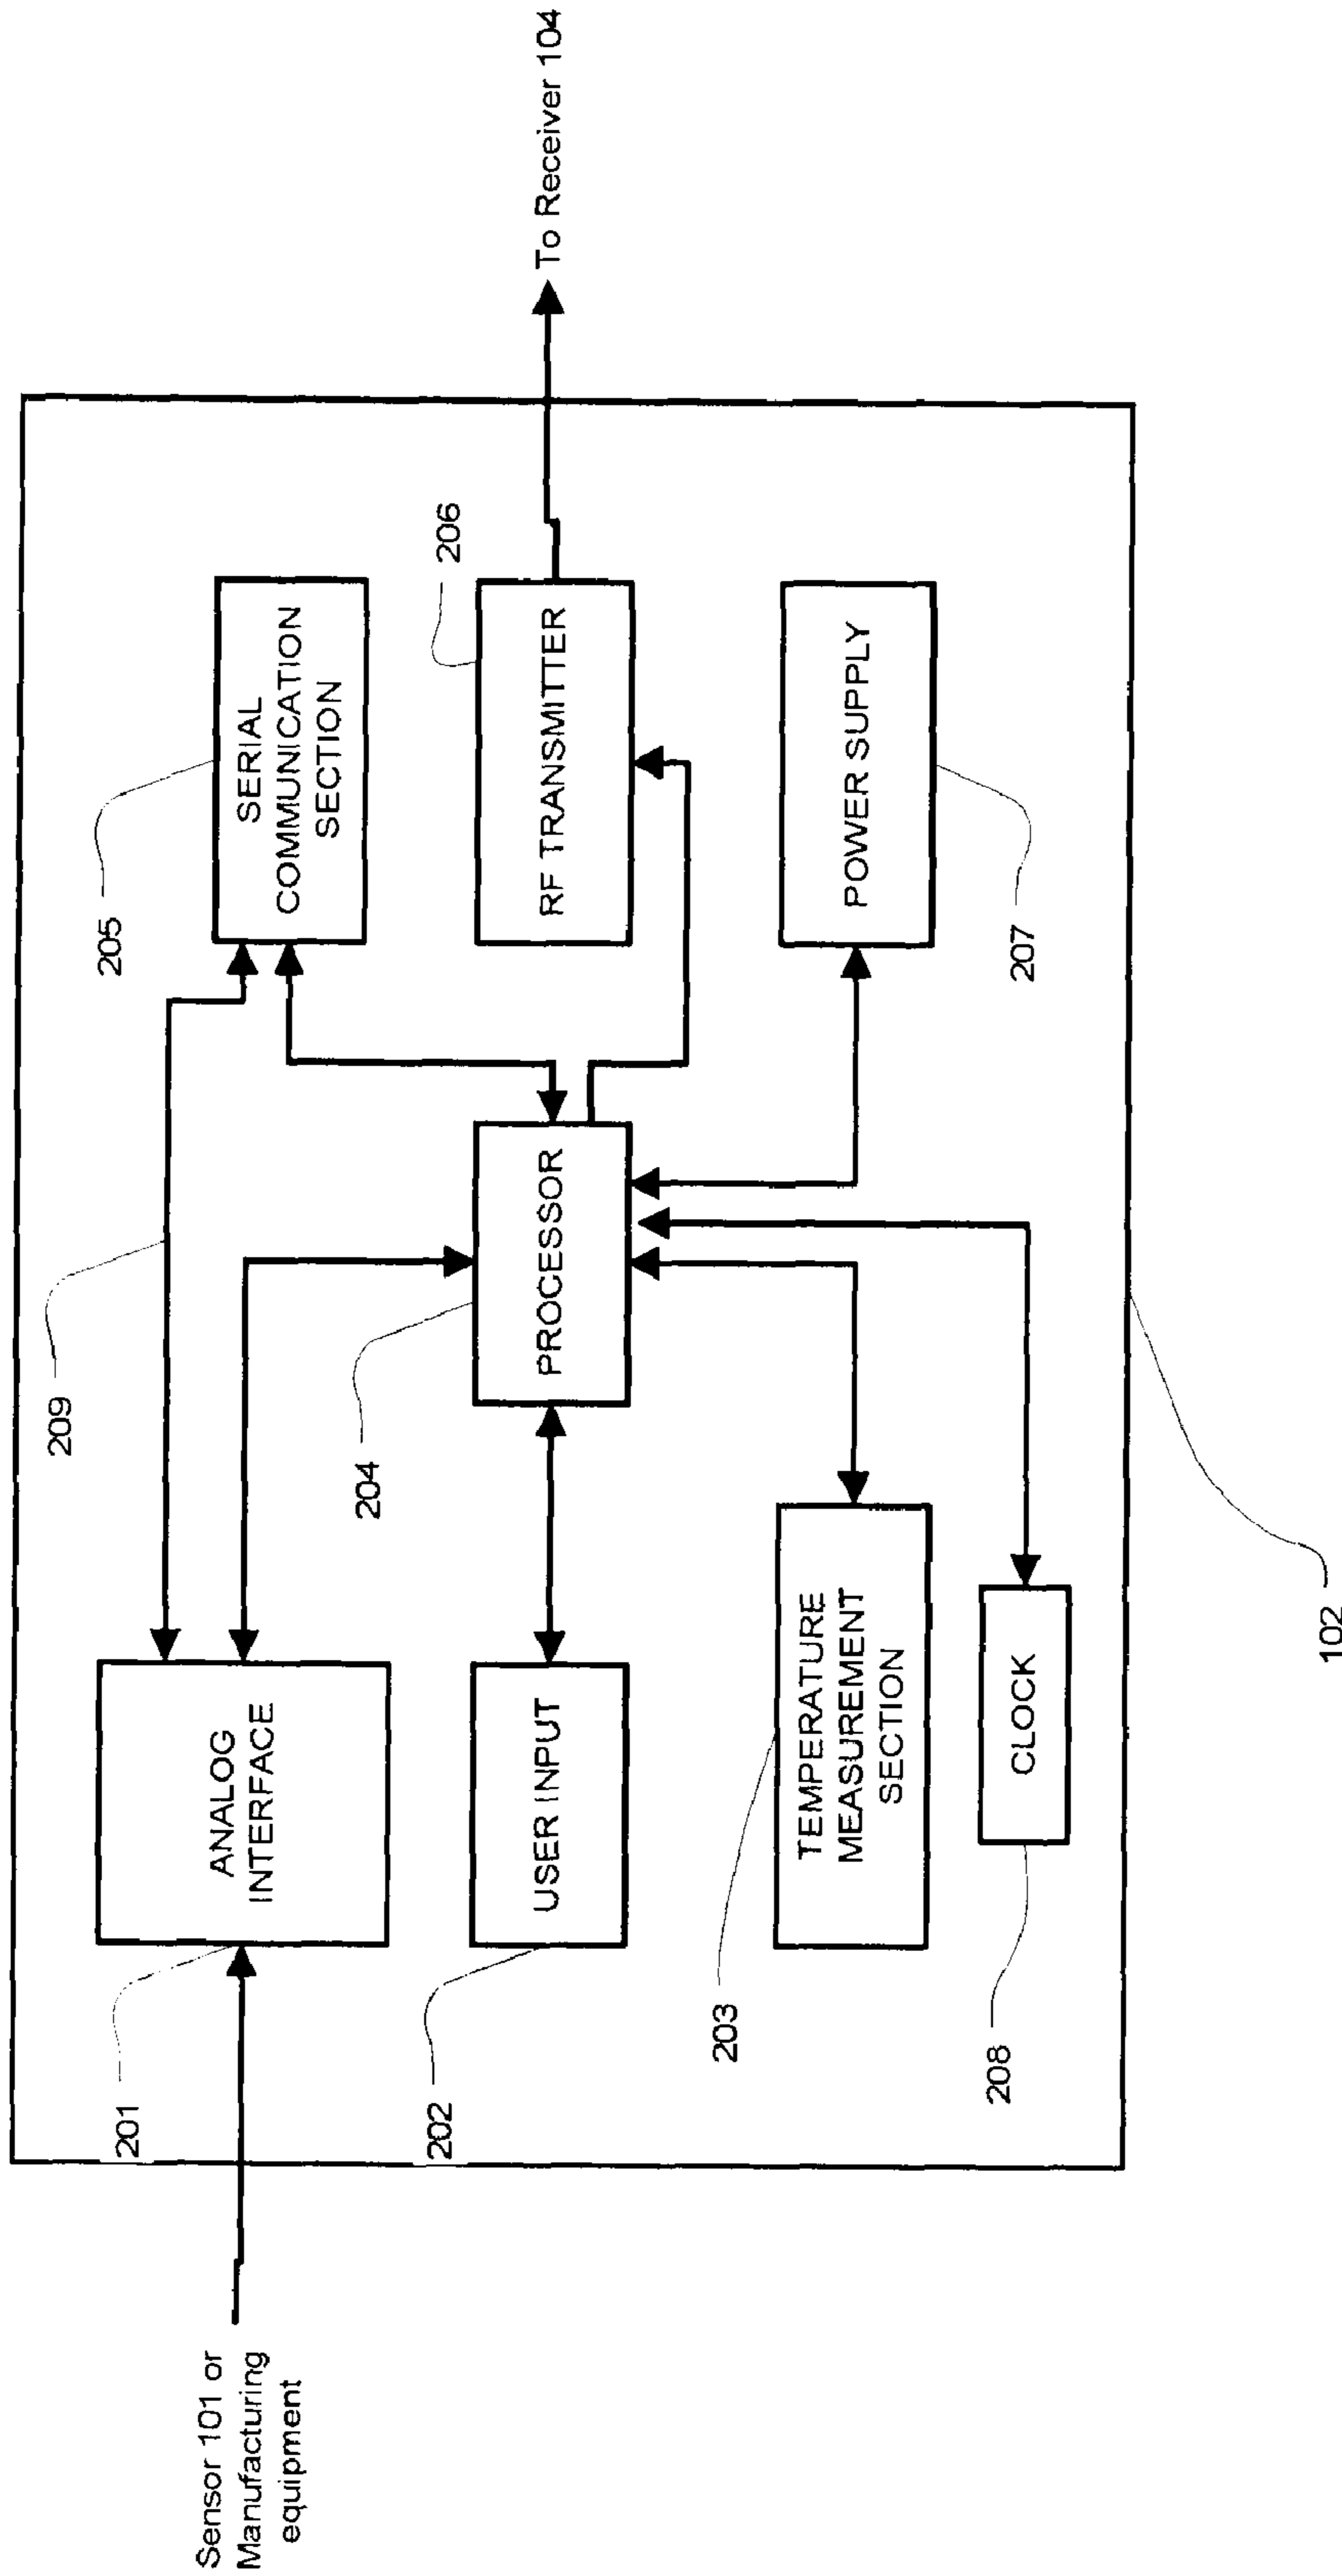 Sensor 101 or
Manufacturing
equipment
201
ANALOG
INTERFACE
209
205
SERIAL
COMMUNICATION
SECTION
202
USER INPUT
204
PROCESSOR
206
RF TRANSMITTER
To Receiver 104
203
TEMPERATURE
MEASUREMENT
SECTION
207
POWER SUPPLY
208
CLOCK
102